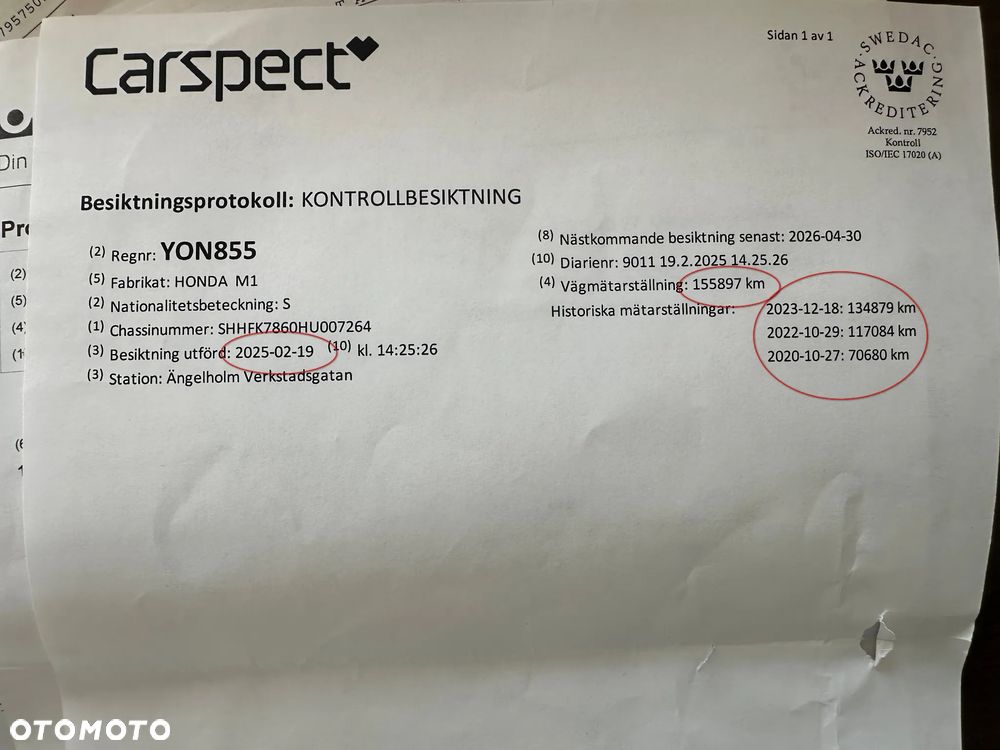 795750
Carspect
Sidan 1 av 1
SWEDAC
ACKREDITERING
Ackred. nr. 7952
Kontroll
ISO/IEC 17020 (A)
Din
Besiktningsprotokoll: KONTROLLBESIKTNING
(2) Regnr: YON855
(5) Fabrikat: HONDA M1
(2) Nationalitetsbeteckning: S
(1) Chassinummer: SHHFK7860HU007264
(3) Besiktning utförd: 2025-02-19 (10) kl. 14:25:26
(3) Station: Ängelholm Verkstadsgatan
(8) Nästkommande besiktning senast: 2026-04-30
(10) Diarienr: 9011 19.2.2025 14.25.26
(4) Vägmätarställning: 155897 km
Historiska mätarställningar: 2023-12-18: 134879 km
2022-10-29: 117084 km
2020-10-27: 70680 km
(2)
(4)
OTOMOTO